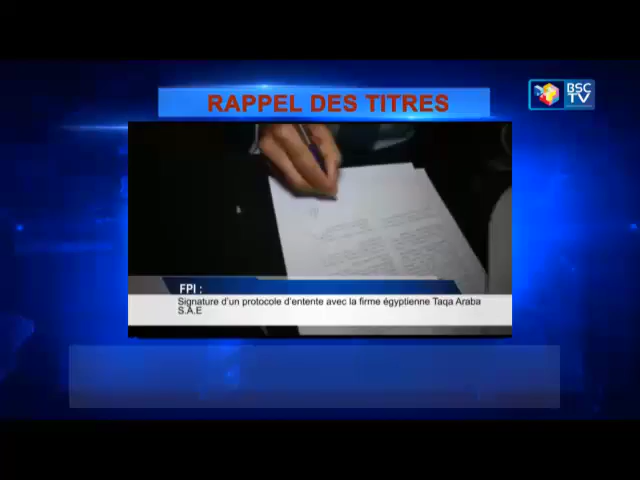 RAPPEL DES TITRES
BSC
TV
FPI :
Signature d'un protocole d'entente avec la firme égyptienne Taqa Araba
S.A.E